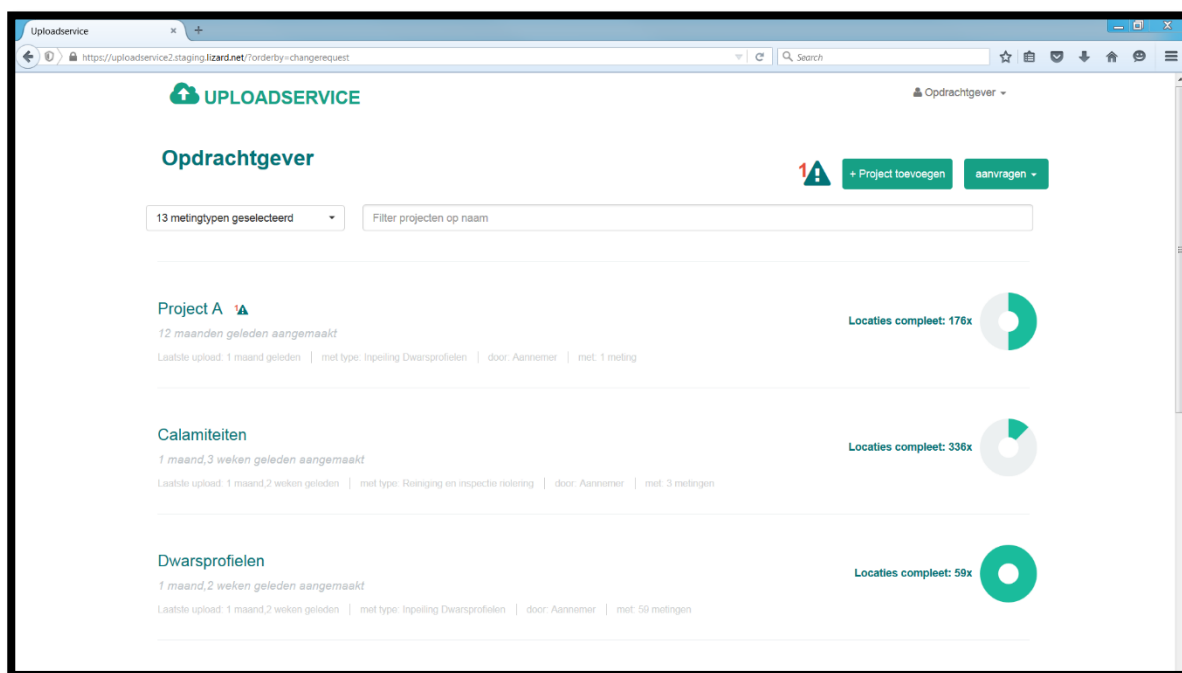 Uploadservice
https://uploadservice2.staging.lizard.net/?orderby=changerequest
Search
UPLOADSERVICE
Opdrachtgever
Opdrachtgever
1
+ Project toevoegen
aanvragen
13 metingtypen geselecteerd
Filter projecten op naam
Project A 1
Locaties compleet: 176x
12 maanden geleden aangemaakt
Laatste upload: 1 maand geleden | met type: Inpeiling Dwarsprofielen | door: Aannemer | met: 1 meting
Calamiteiten
Locaties compleet: 336x
1 maand,3 weken geleden aangemaakt
Laatste upload: 1 maand,2 weken geleden | met type: Reiniging en inspectie riolering | door: Aannemer | met: 3 metingen
Dwarsprofielen
Locaties compleet: 59x
1 maand,2 weken geleden aangemaakt
Laatste upload: 1 maand,2 weken geleden | met type: Inpeiling Dwarsprofielen | door: Aannemer | met: 59 metingen